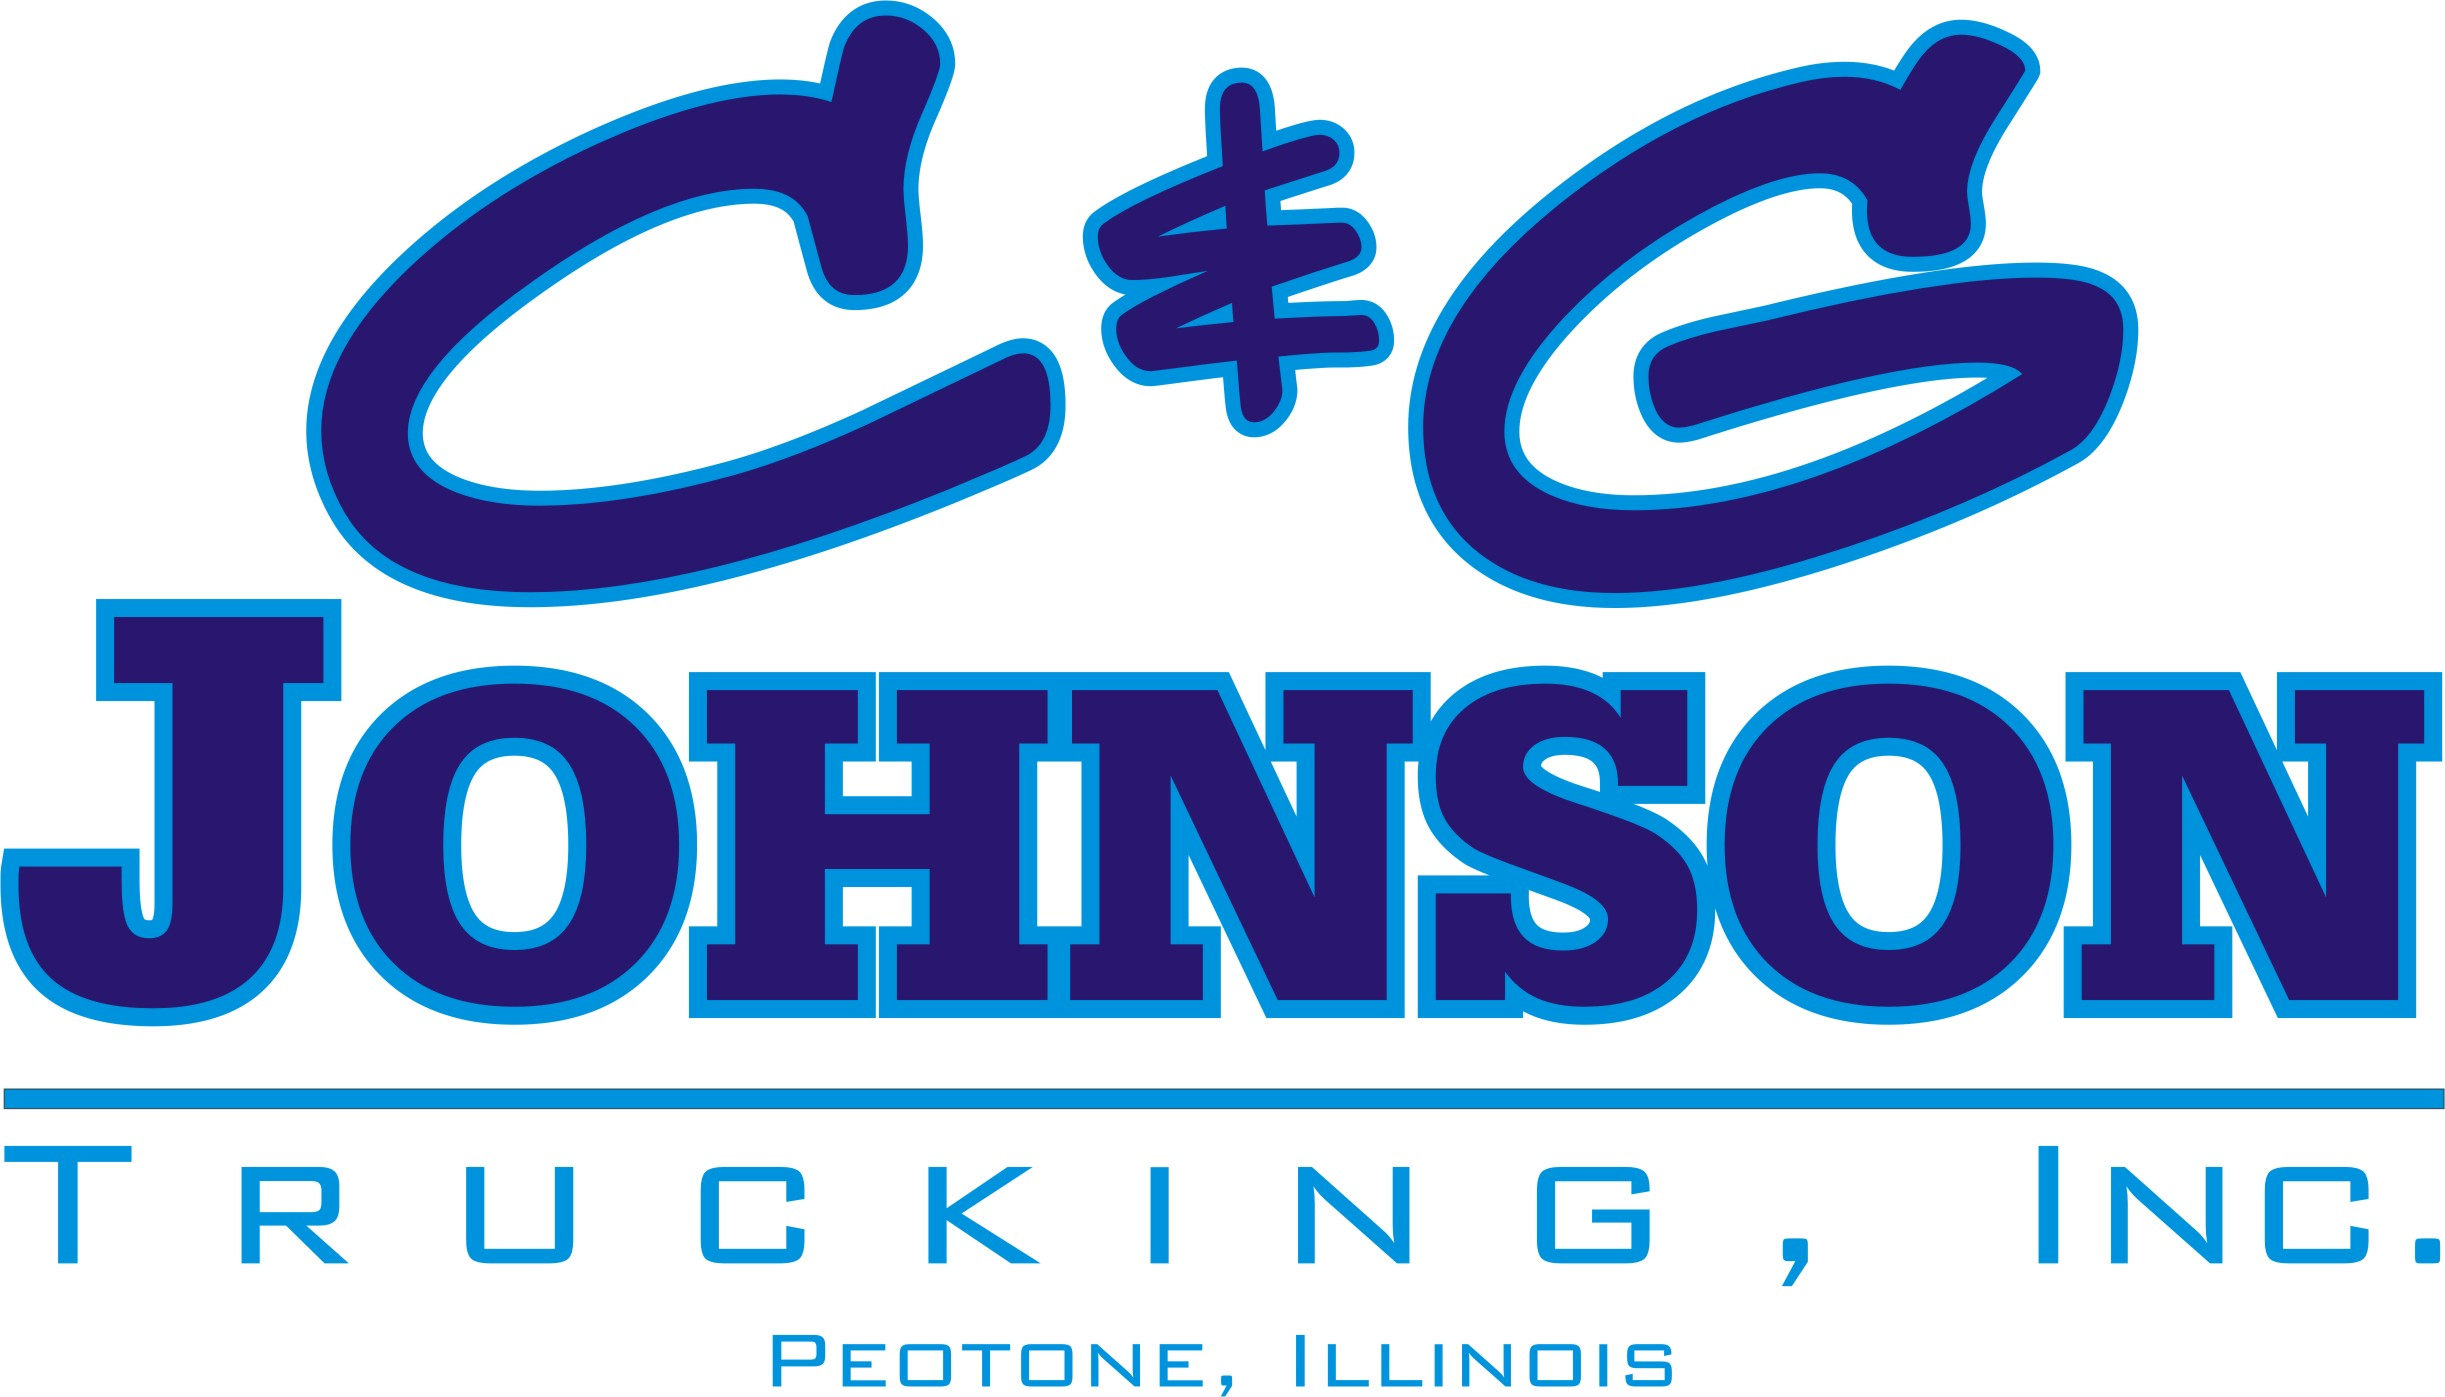 C & G
JOHNSON
TRUCKING, INC.
PEOTONE, ILLINOIS